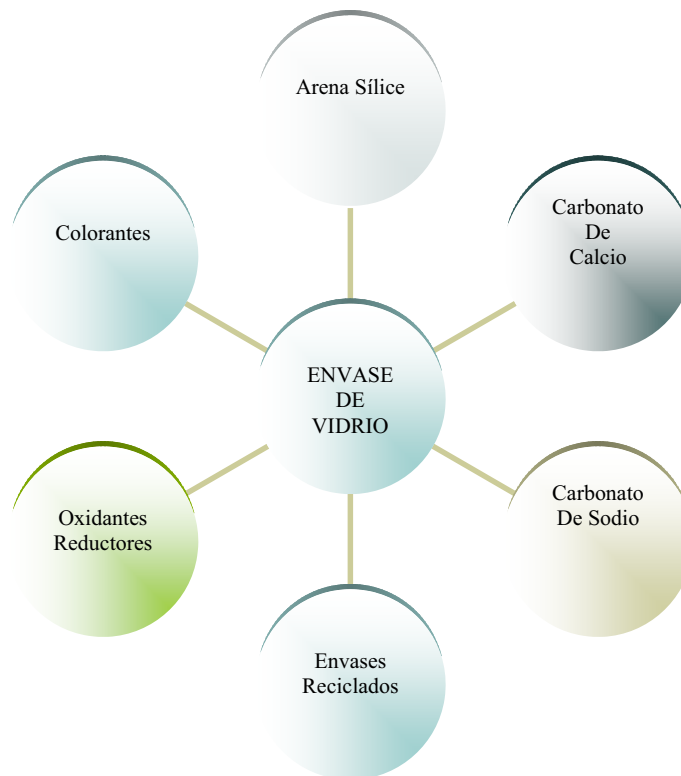 Arena Sílice
Colorantes
Carbonato
De
Calcio
ENVASE
DE
VIDRIO
Oxidantes
Reductores
Carbonato
De Sodio
Envases
Reciclados